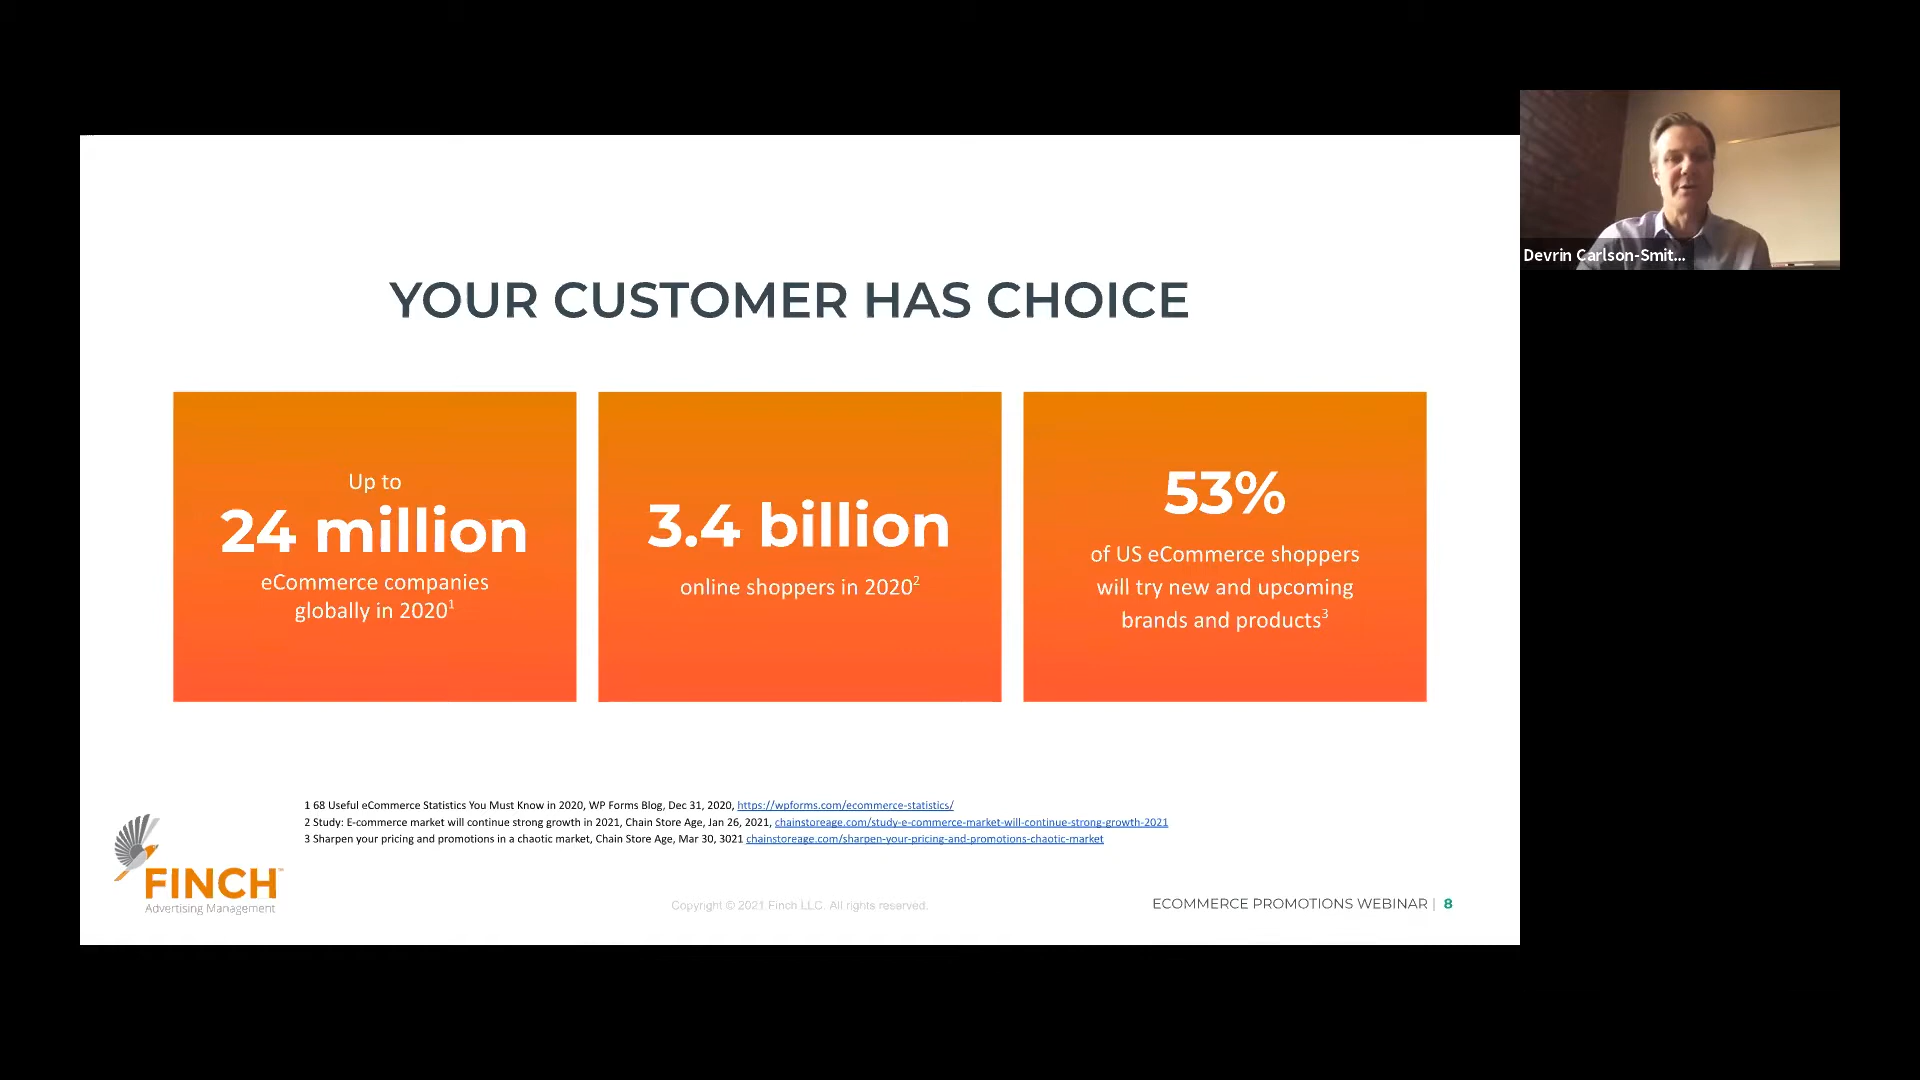 YOUR CUSTOMER HAS CHOICE
Up to
24 million
eCommerce companies
globally in 2020¹
3.4 billion
online shoppers in 2020²
53%
of US eCommerce shoppers
will try new and upcoming
brands and products³
1 68 Useful eCommerce Statistics You Must Know in 2020, WP Forms Blog, Dec 31, 2020, https://wpforms.com/ecommerce-statistics/
2 Study: E-commerce market will continue strong growth in 2021, Chain Store Age, Jan 26, 2021, chainstoreage.com/study-e-commerce-market-will-continue-strong-growth-2021
3 Sharpen your pricing and promotions in a chaotic market, Chain Store Age, Mar 30, 3021 chainstoreage.com/sharpen-your-pricing-and-promotions-chaotic-market
FINCH™
Advertising Management
Copyright © 2021 Finch LLC. All rights reserved.
ECOMMERCE PROMOTIONS WEBINAR | 8
Devrin Carlson-Smit...